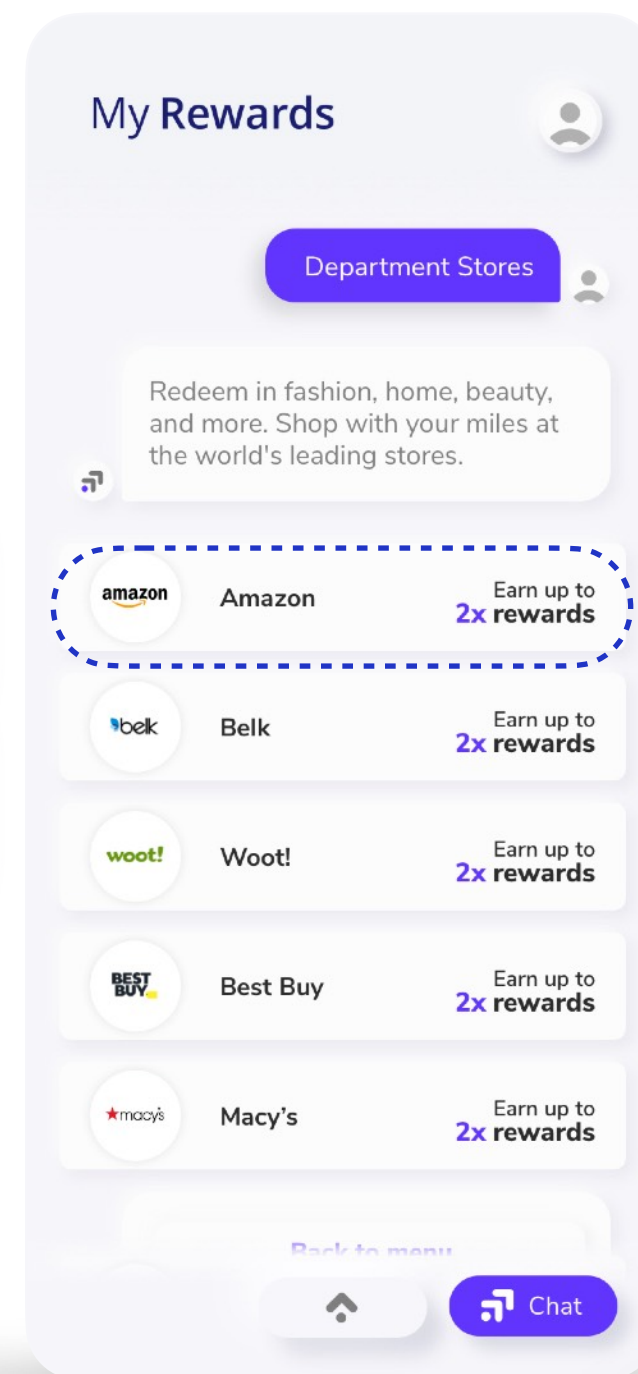 My Rewards
Department Stores
Redeem in fashion, home, beauty,
and more. Shop with your miles at
the world's leading stores.
amazon
Amazon
Earn up to
2x rewards
belk
Belk
Earn up to
2x rewards
woot!
Woot!
Earn up to
2x rewards
BEST
BUY
Best Buy
Earn up to
2x rewards
macy's
Macy’s
Earn up to
2x rewards
Back to menu
Chat